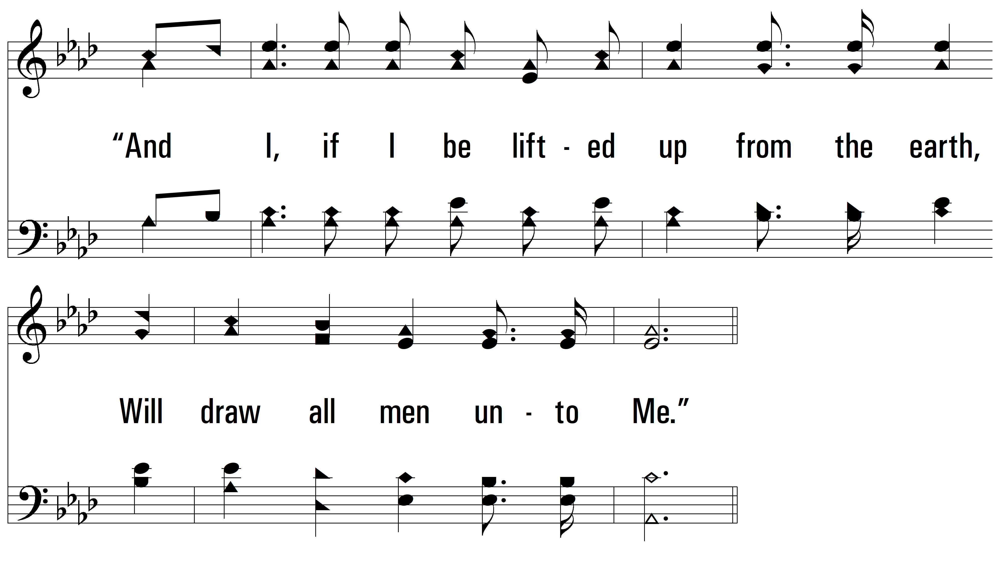 “And I, if I be lift - ed up from the earth,
Will draw all men un - to Me.”